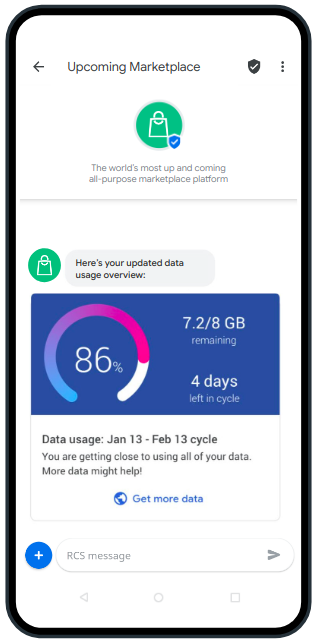 Upcoming Marketplace
The world's most up and coming
all-purpose marketplace platform
Here's your updated data
usage overview:
86%
7.2/8 GB
remaining
4 days
left in cycle
Data usage: Jan 13 - Feb 13 cycle
You are getting close to using all of your data.
More data might help!
Get more data
RCS message